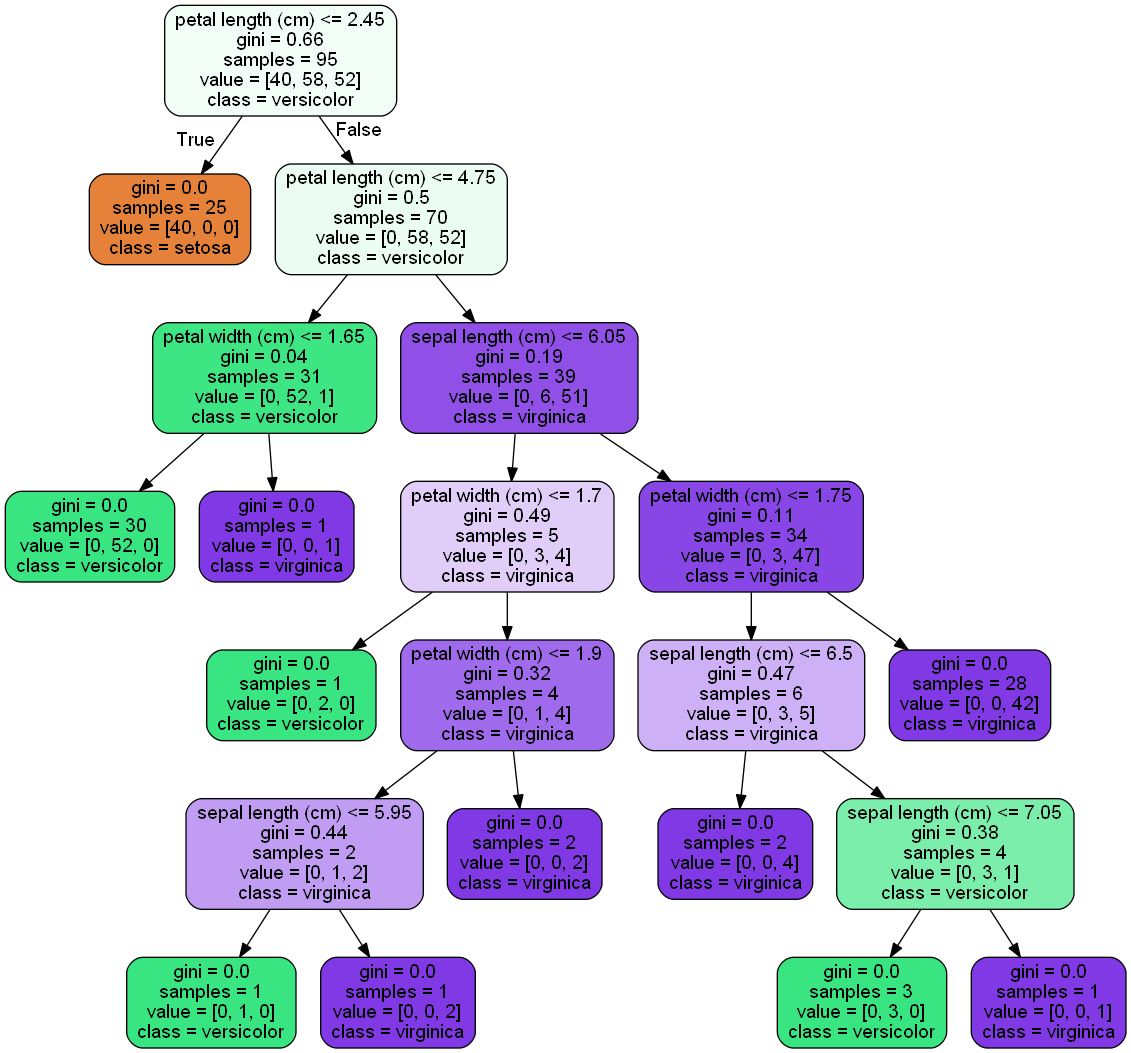 petal length (cm) <= 2.45
gini = 0.66
samples = 95
value = [40, 58, 52]
class = versicolor
True
False
gini = 0.0
samples = 25
value = [40, 0, 0]
class = setosa
petal length (cm) <= 4.75
gini = 0.5
samples = 70
value = [0, 58, 52]
class = versicolor
petal width (cm) <= 1.65
gini = 0.04
samples = 31
value = [0, 52, 1]
class = versicolor
sepal length (cm) <= 6.05
gini = 0.19
samples = 39
value = [0, 6, 51]
class = virginica
gini = 0.0
samples = 30
value = [0, 52, 0]
class = versicolor
gini = 0.0
samples = 1
value = [0, 0, 1]
class = virginica
petal width (cm) <= 1.7
gini = 0.49
samples = 5
value = [0, 3, 4]
class = virginica
petal width (cm) <= 1.75
gini = 0.11
samples = 34
value = [0, 3, 47]
class = virginica
gini = 0.0
samples = 1
value = [0, 2, 0]
class = versicolor
petal width (cm) <= 1.9
gini = 0.32
samples = 4
value = [0, 1, 4]
class = virginica
sepal length (cm) <= 6.5
gini = 0.47
samples = 6
value = [0, 3, 5]
class = virginica
gini = 0.0
samples = 28
value = [0, 0, 42]
class = virginica
sepal length (cm) <= 5.95
gini = 0.44
samples = 2
value = [0, 1, 2]
class = virginica
gini = 0.0
samples = 2
value = [0, 0, 2]
class = virginica
gini = 0.0
samples = 2
value = [0, 0, 4]
class = virginica
sepal length (cm) <= 7.05
gini = 0.38
samples = 4
value = [0, 3, 1]
class = versicolor
gini = 0.0
samples = 1
value = [0, 1, 0]
class = versicolor
gini = 0.0
samples = 1
value = [0, 0, 2]
class = virginica
gini = 0.0
samples = 3
value = [0, 3, 0]
class = versicolor
gini = 0.0
samples = 1
value = [0, 0, 1]
class = virginica